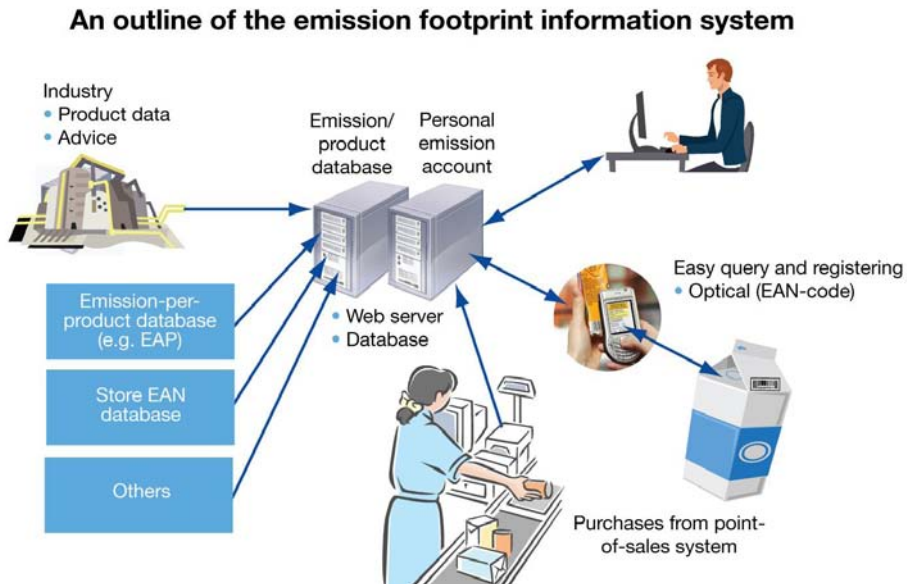 An outline of the emission footprint information system
Industry
• Product data
• Advice
Emission/
product
database
Personal
emission
account
Emission-per-
product database
(e.g. EAP)
Store EAN
database
Others
• Web server
• Database
Easy query and registering
• Optical (EAN-code)
Purchases from point-
of-sales system